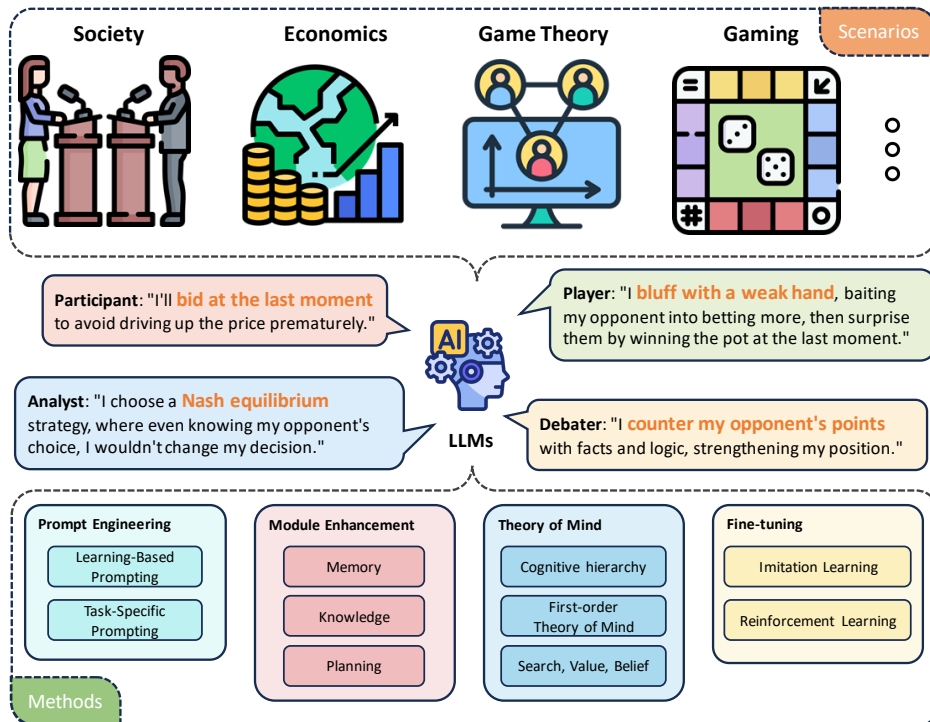 Society
Economics
Game Theory
Gaming
Scenarios
Participant: "I'll bid at the last moment
to avoid driving up the price prematurely."
Player: "I bluff with a weak hand, baiting
my opponent into betting more, then surprise
them by winning the pot at the last moment."
AI
Analyst: "I choose a Nash equilibrium
strategy, where even knowing my opponent's
choice, I wouldn't change my decision."
LLMs
Debater: "I counter my opponent's points
with facts and logic, strengthening my position."
Prompt Engineering
Learning-Based
Prompting
Task-Specific
Prompting
Module Enhancement
Memory
Knowledge
Planning
Theory of Mind
Cognitive hierarchy
First-order
Theory of Mind
Search, Value, Belief
Fine-tuning
Imitation Learning
Reinforcement Learning
Methods